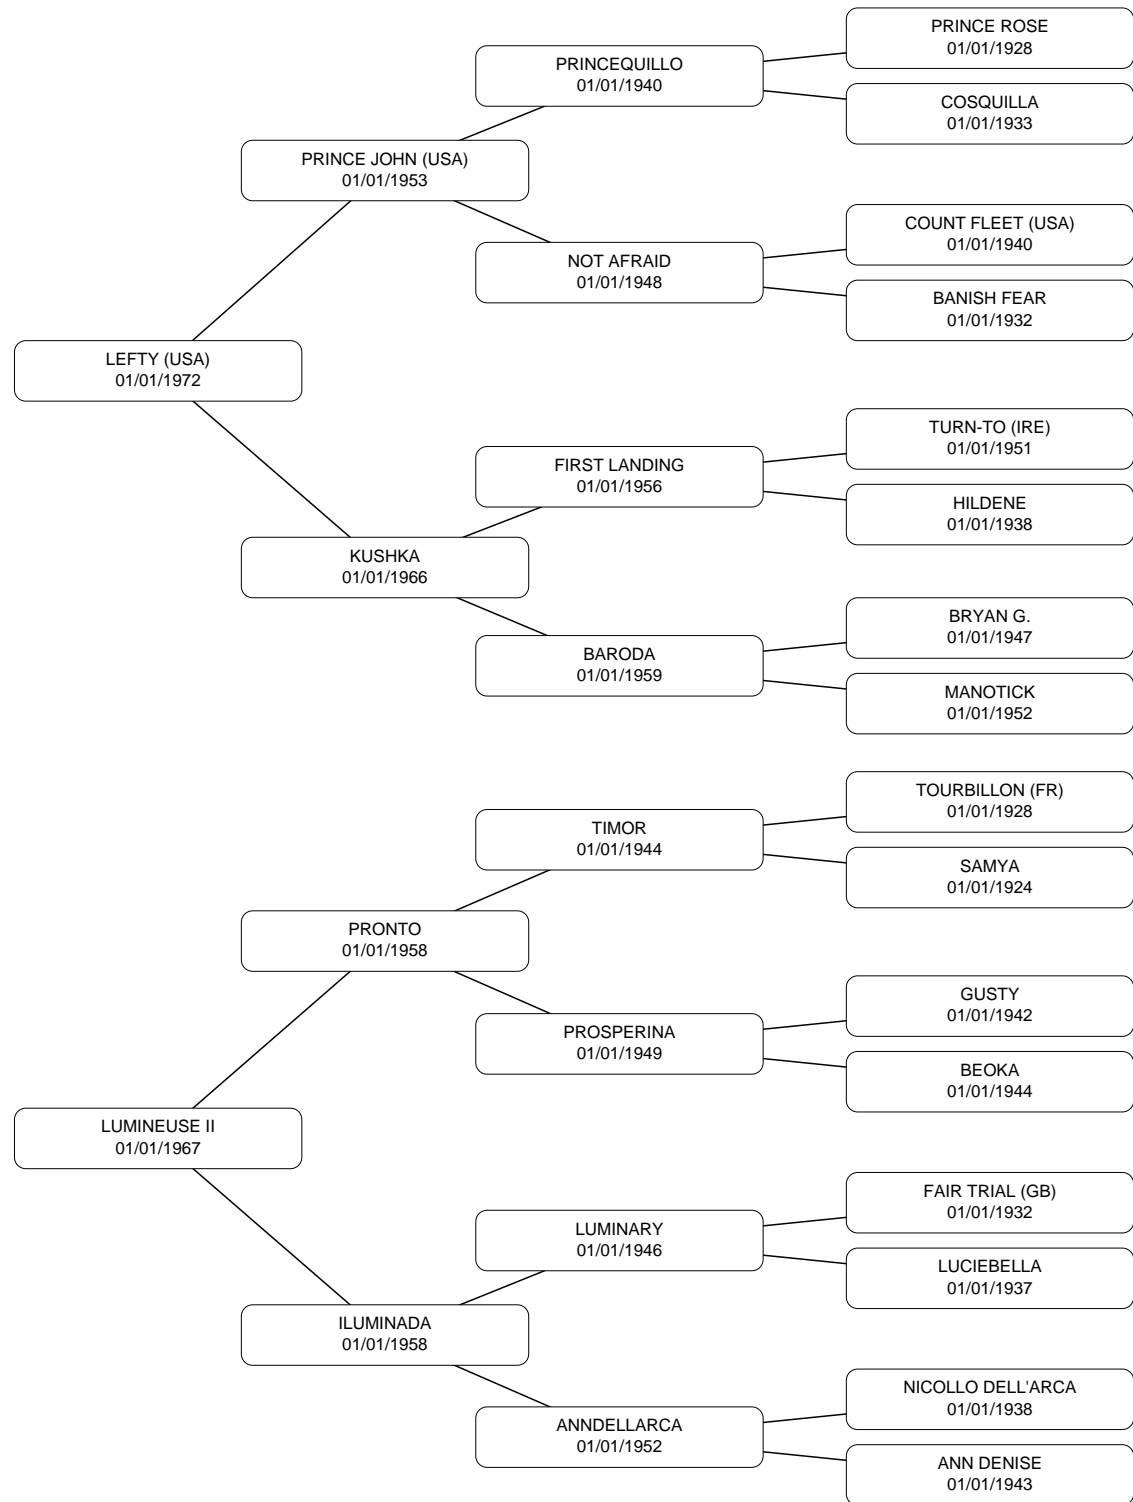 PRINCE ROSE
01/01/1928
PRINCEQUILLO
01/01/1940
COSQUILLA
01/01/1933
PRINCE JOHN (USA)
01/01/1953
COUNT FLEET (USA)
01/01/1940
NOT AFRAID
01/01/1948
BANISH FEAR
01/01/1932
LEFTY (USA)
01/01/1972
TURN-TO (IRE)
01/01/1951
FIRST LANDING
01/01/1956
HILDENE
01/01/1938
KUSHKA
01/01/1966
BRYAN G.
01/01/1947
BARODA
01/01/1959
MANOTICK
01/01/1952
TOURBILLON (FR)
01/01/1928
TIMOR
01/01/1944
SAMYA
01/01/1924
PRONTO
01/01/1958
GUSTY
01/01/1942
PROSPERINA
01/01/1949
BEOKA
01/01/1944
LUMINEUSE II
01/01/1967
FAIR TRIAL (GB)
01/01/1932
LUMINARY
01/01/1946
LUCIEBELLA
01/01/1937
ILUMINADA
01/01/1958
NICOLLO DELL'ARCA
01/01/1938
ANNDELLARCA
01/01/1952
ANN DENISE
01/01/1943